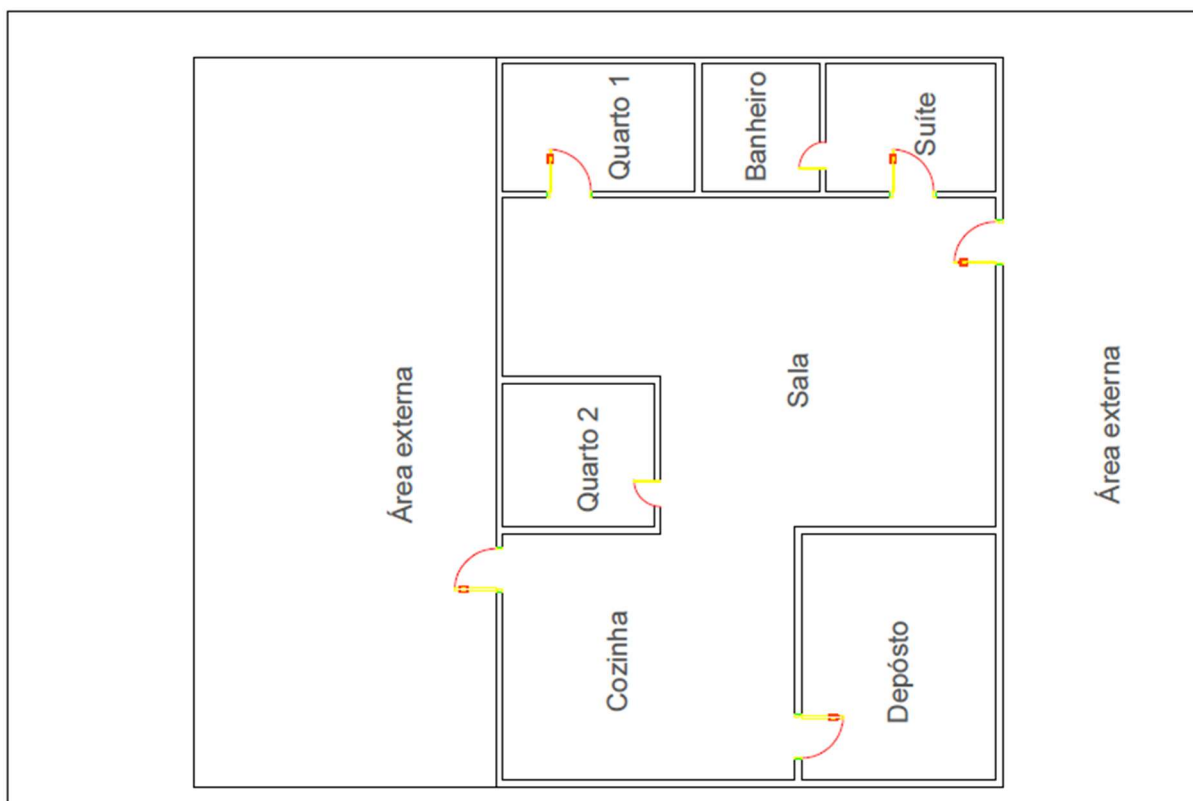 Quarto 1
Banheiro
Suíte
Área externa
Quarto 2
Sala
Área externa
Cozinha
Depósto